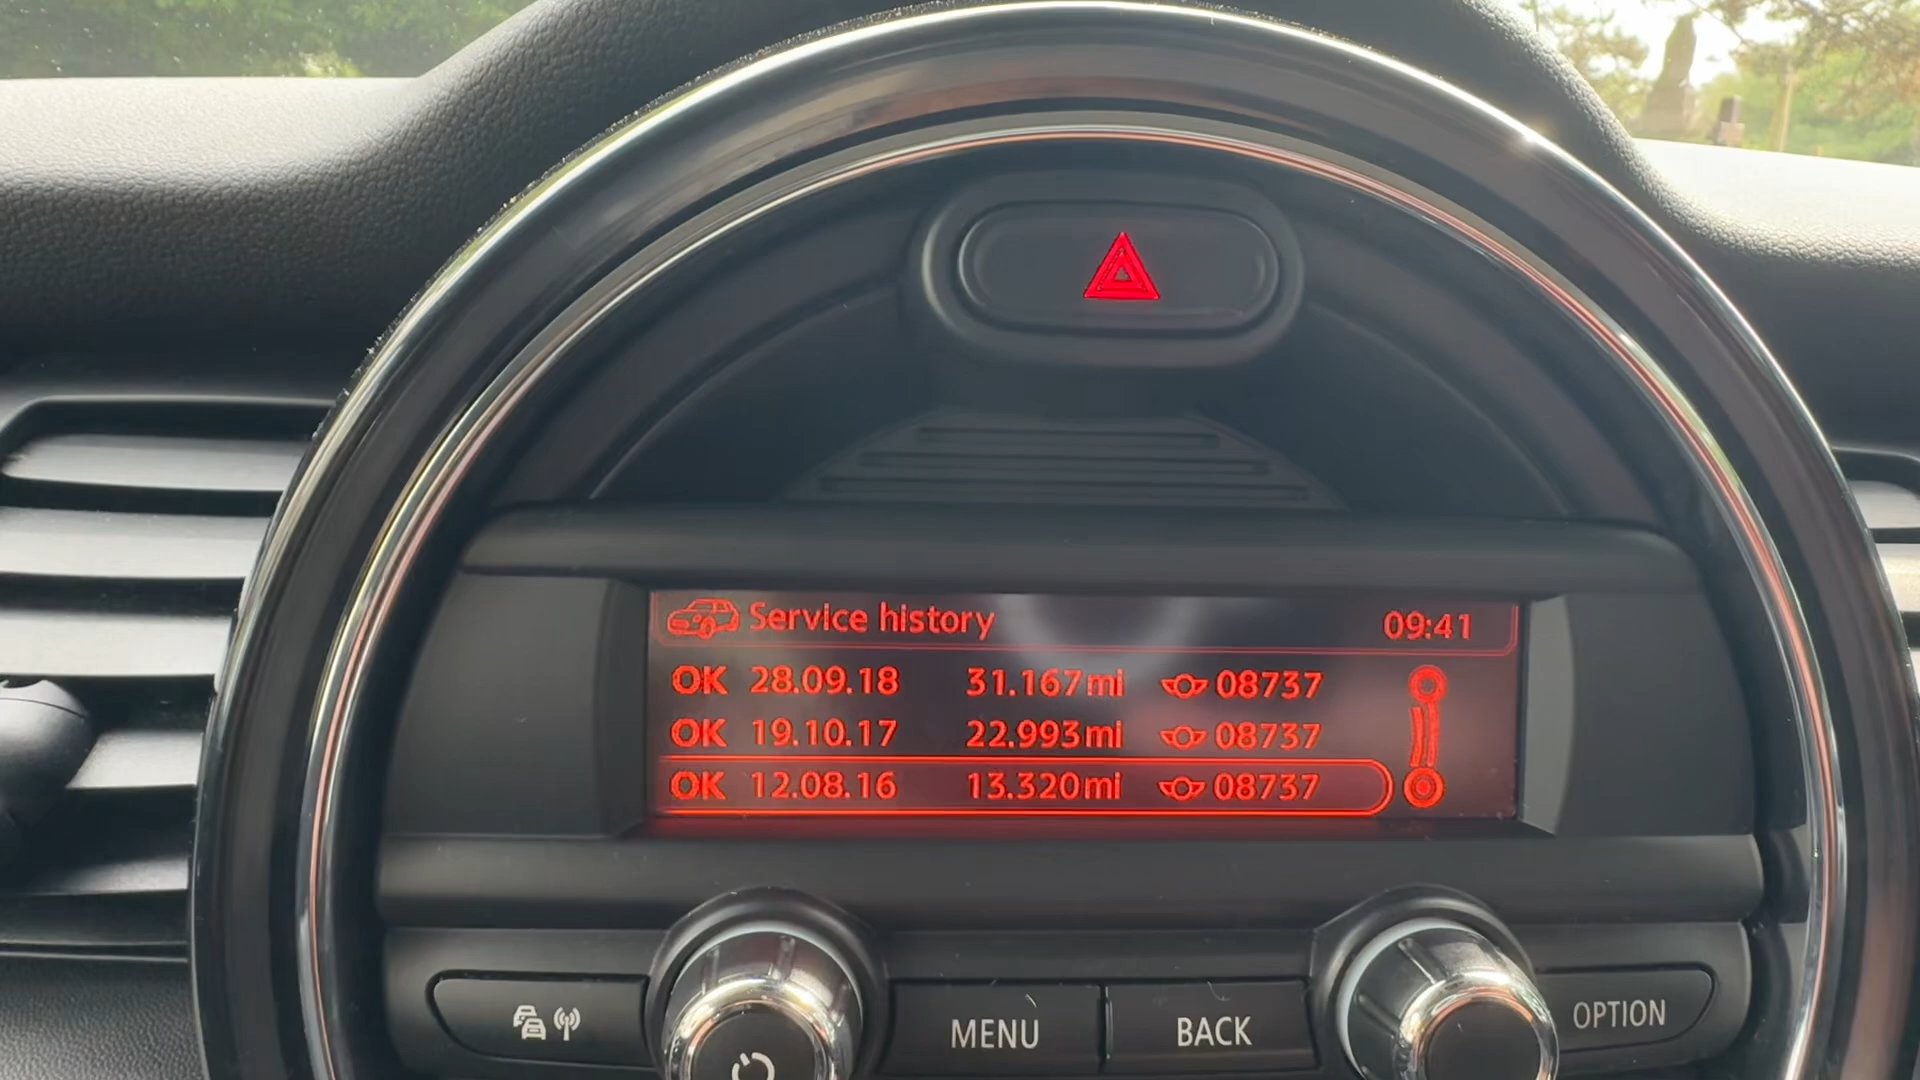 Service history 09:41
OK 28.09.18 31.167mi 08737
OK 19.10.17 22.993mi 08737
OK 12.08.16 13.320mi 08737
MENU BACK OPTION